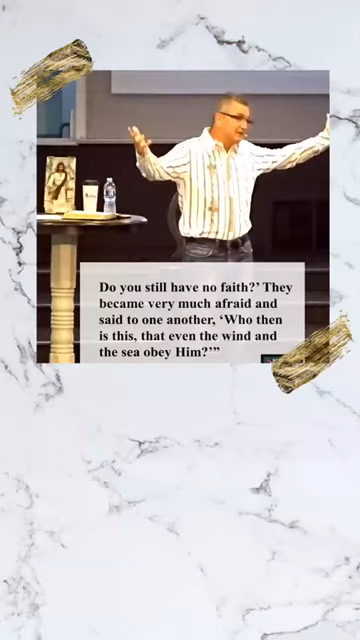 Do you still have no faith?’ They
became very much afraid and
said to one another, ‘Who then
is this, that even the wind and
the sea obey Him?’”